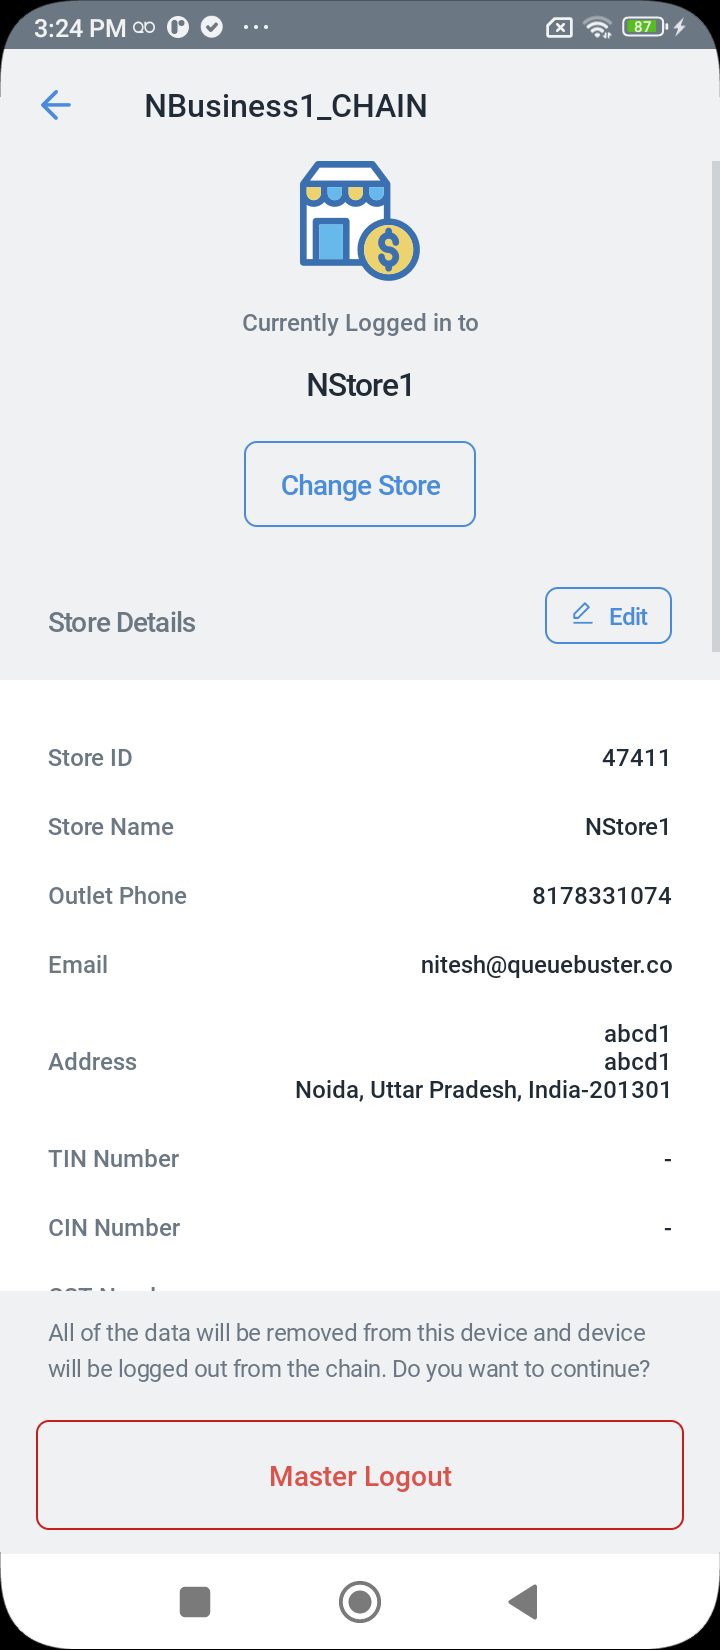 3:24 PM
87
NBusiness1_CHAIN
$
Currently Logged in to
NStore1
Change Store
Store Details
Edit
Store ID 47411
Store Name NStore1
Outlet Phone 8178331074
Email nitesh@queuebuster.co
abcd1
Address abcd1
Noida, Uttar Pradesh, India-201301
TIN Number -
CIN Number -
All of the data will be removed from this device and device
will be logged out from the chain. Do you want to continue?
Master Logout